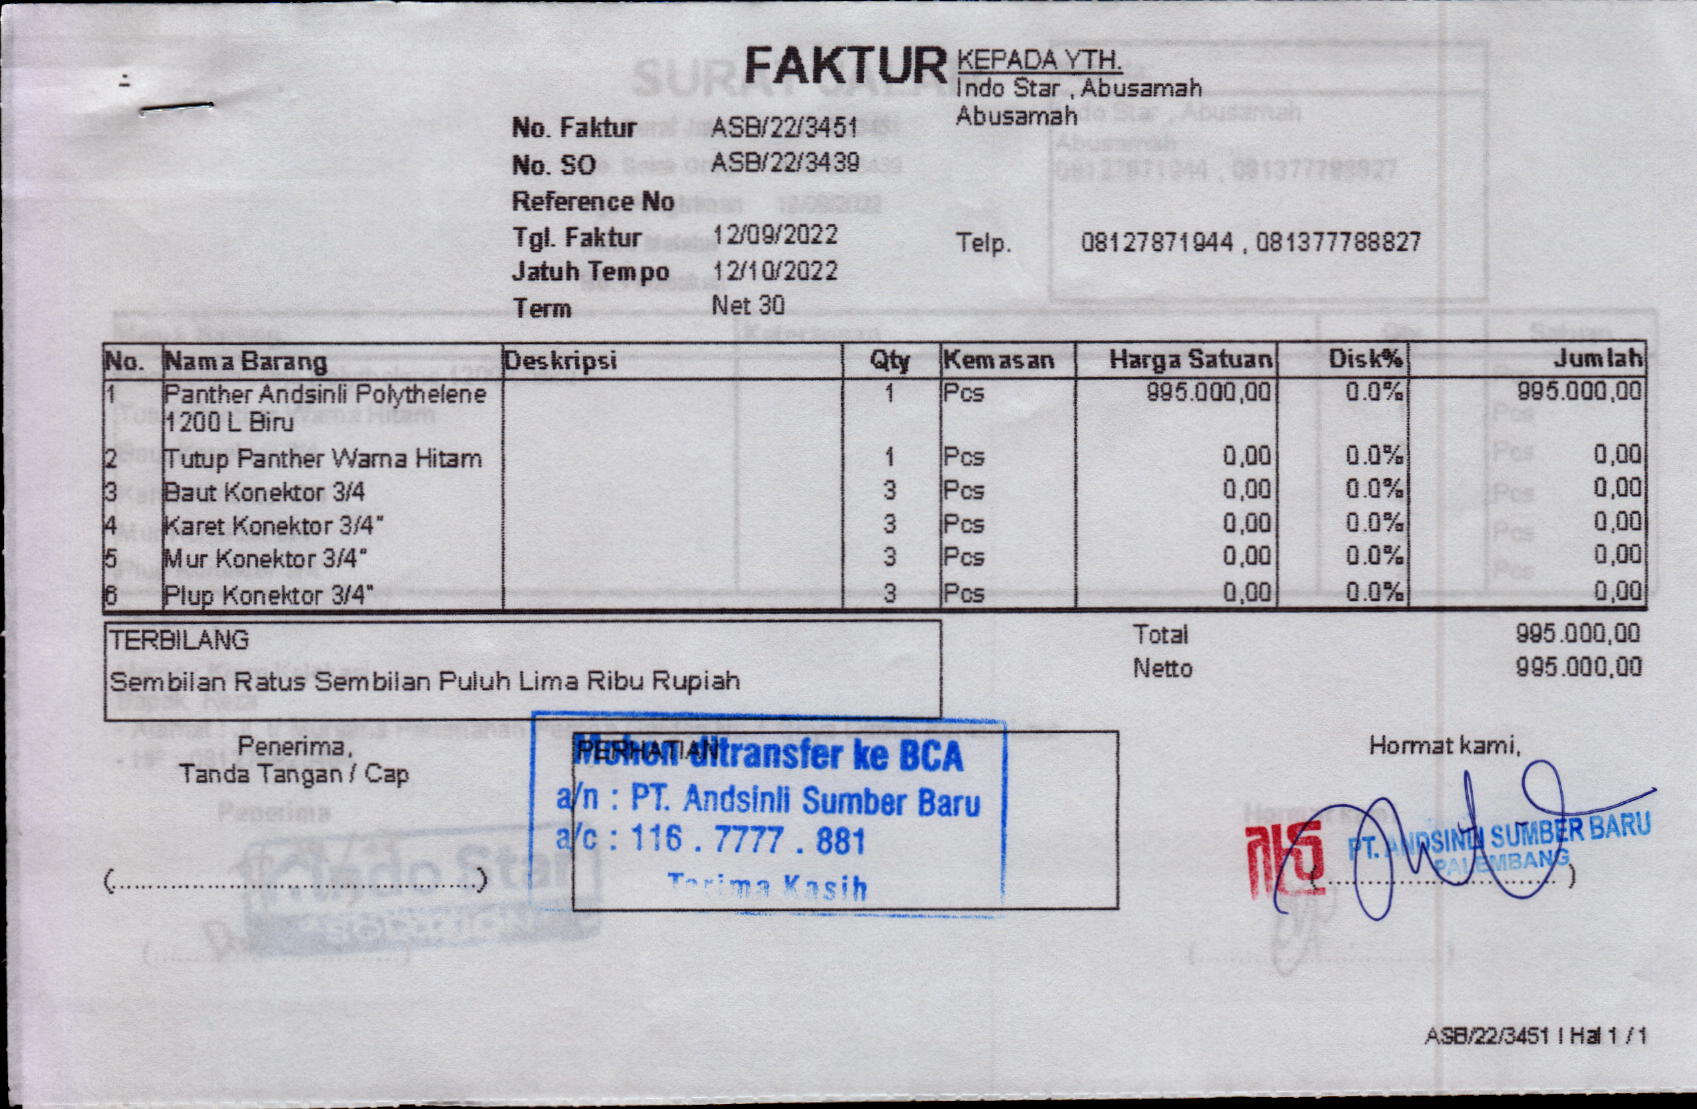 FAKTUR
KEPADA YTH.
Indo Star , Abusamah
Abusamah
No. Faktur ASB/22/3451
No. SO ASB/22/3439
Reference No
Tgl. Faktur 12/09/2022
Telp. 08127871944 , 081377788827
Jatuh Tempo 12/10/2022
Term Net 30
No. Nama Barang Deskripsi Qty Kemasan Harga Satuan Disk% Jumlah
1 Panther Andsinli Polythelene 1 Pcs 995.000,00 0.0% 995.000,00
1200 L Biru
2 Tutup Panther Warna Hitam 1 Pcs 0,00 0.0% 0,00
3 Baut Konektor 3/4 3 Pcs 0,00 0.0% 0,00
4 Karet Konektor 3/4" 3 Pcs 0,00 0.0% 0,00
5 Mur Konektor 3/4" 3 Pcs 0,00 0.0% 0,00
6 Plup Konektor 3/4" 3 Pcs 0,00 0.0% 0,00
TERBILANG
Sembilan Ratus Sembilan Puluh Lima Ribu Rupiah
Total 995.000,00
Netto 995.000,00
Penerima,
Tanda Tangan / Cap
PERHATIAN
Mohon ditransfer ke BCA
a/n : PT. Andsinli Sumber Baru
a/c : 116 . 7777 . 881
Terima Kasih
Hormat kami,
PT. ANDSINLI SUMBER BARU
PALEMBANG
ASB/22/3451 | Hal 1 / 1